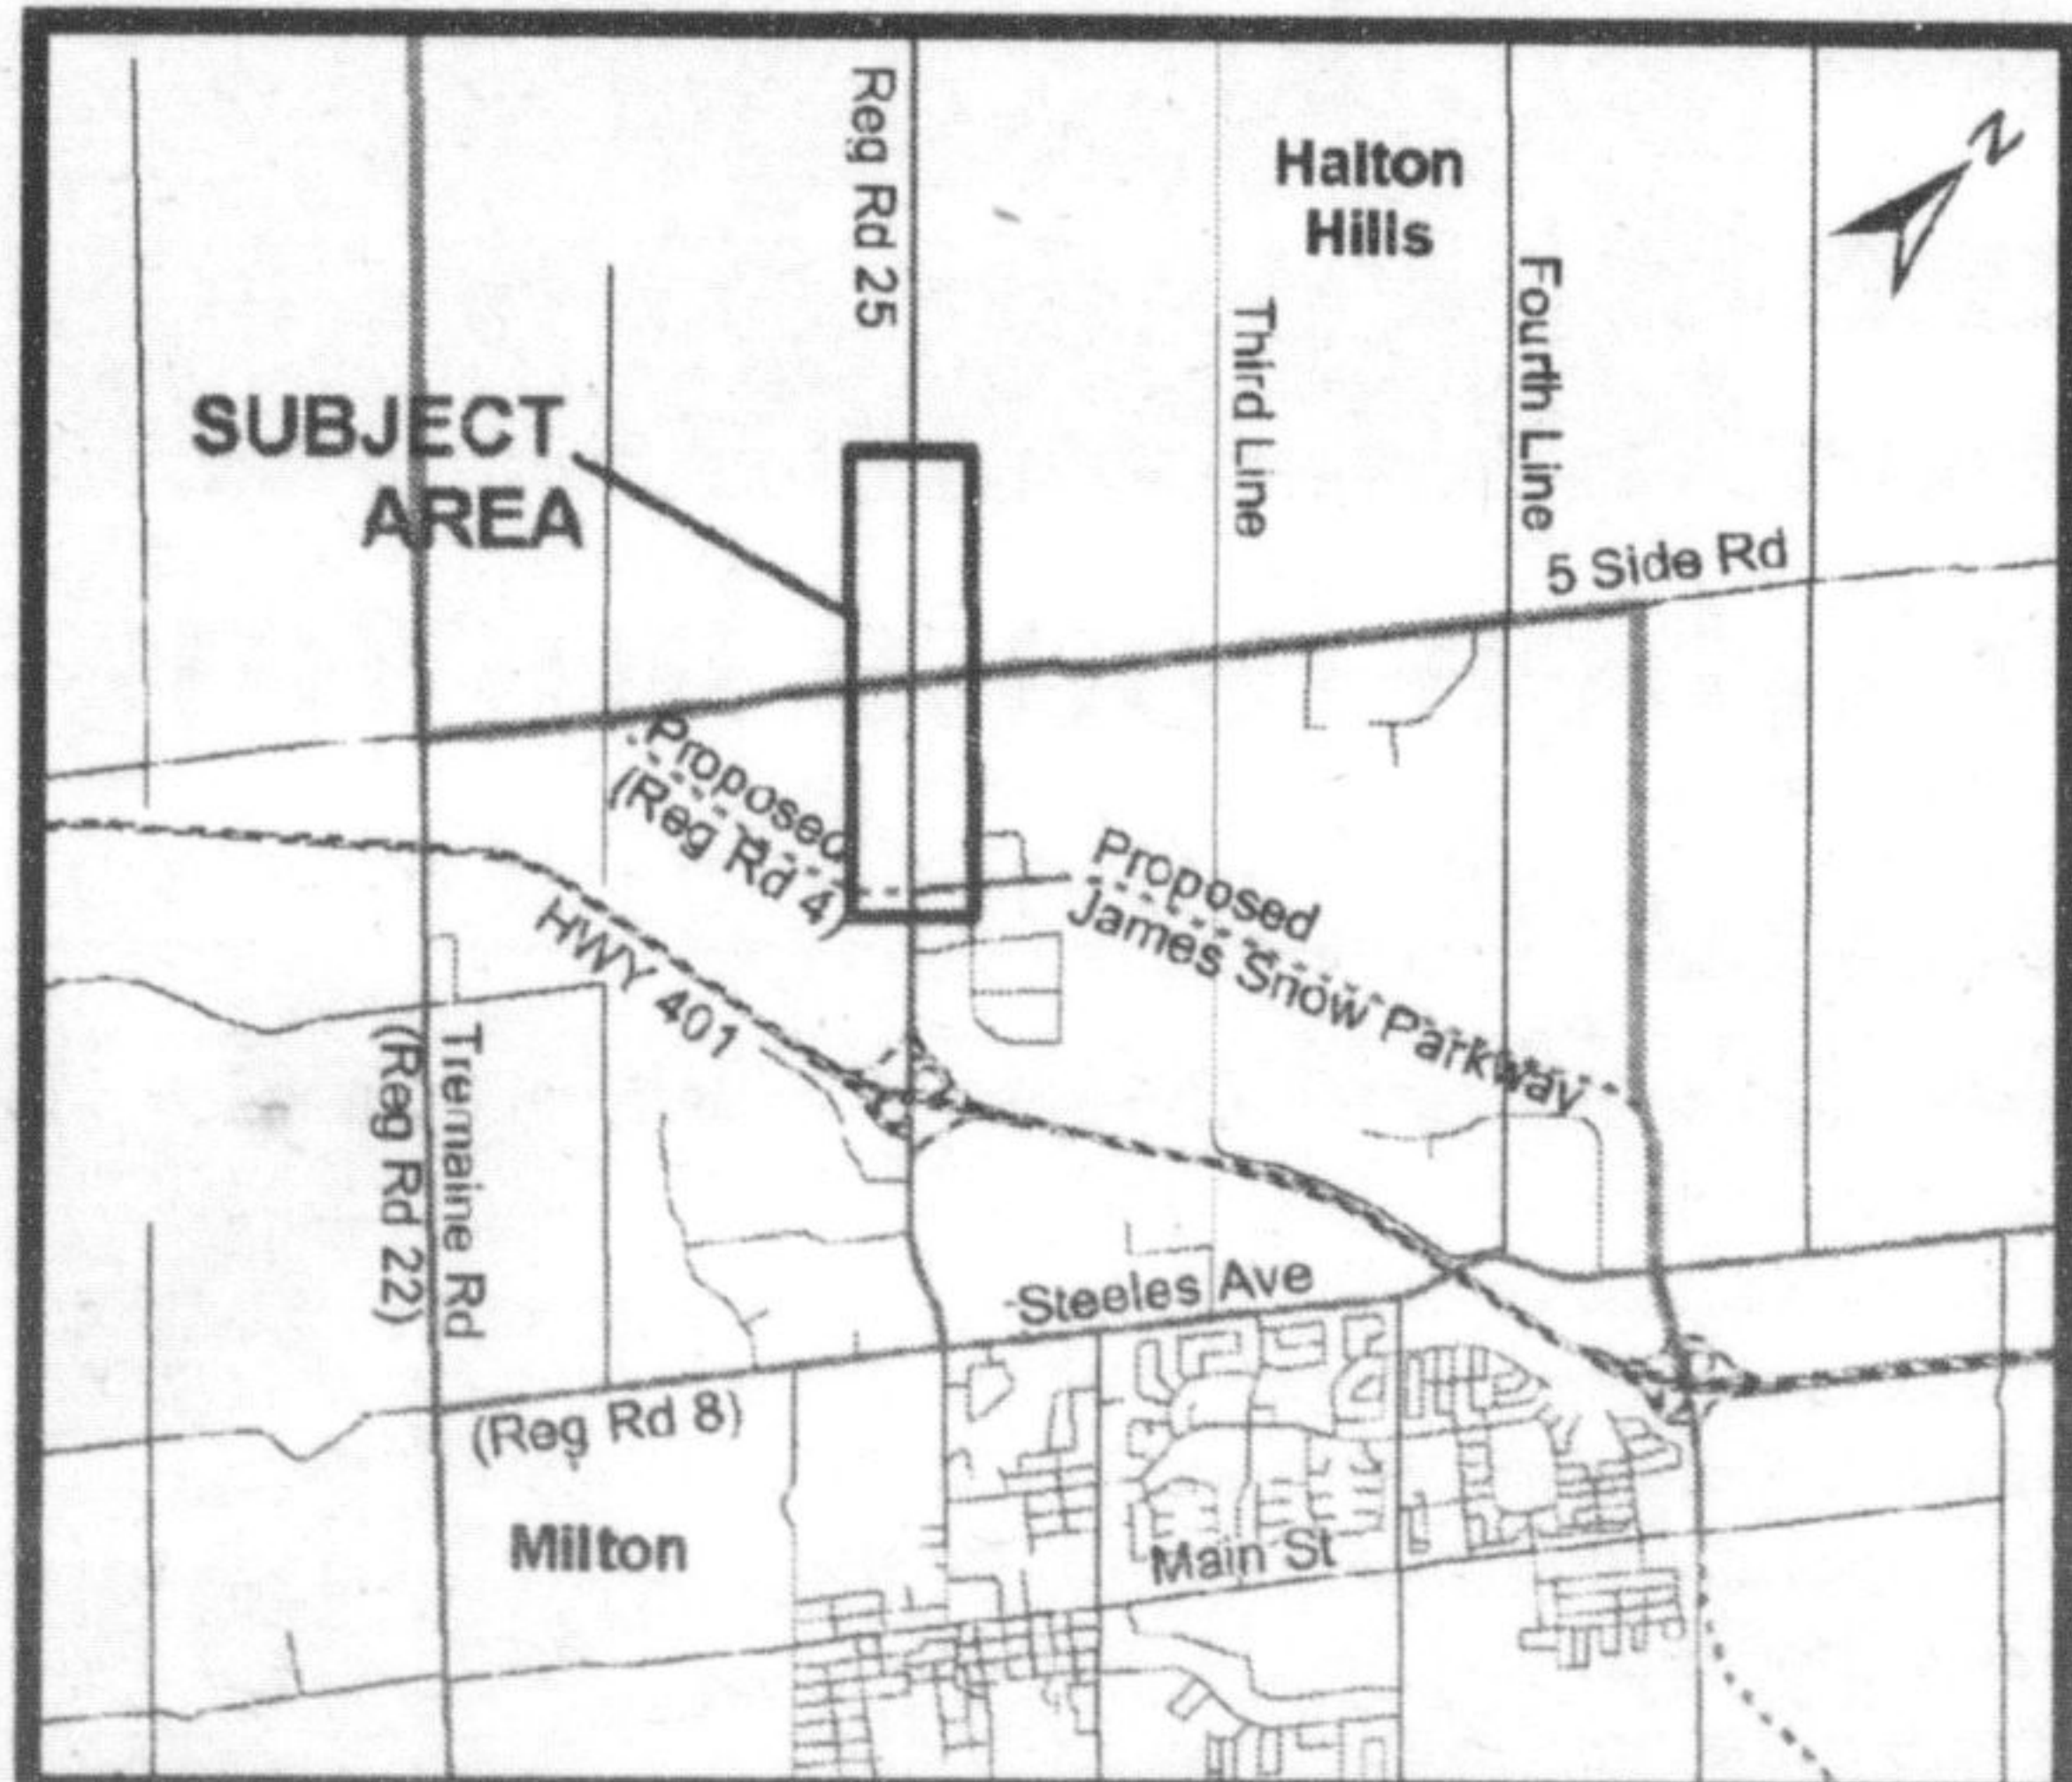 Reg Rd 25
Halton
Hills
N
Third Line
Fourth Line
SUBJECT
AREA
5 Side Rd
Proposed
(Reg Rd 4)
Proposed
James Snow Parkway
HWY 401
Tremaine Rd
(Reg Rd 22)
Steeles Ave
(Reg Rd 8)
Milton
Main St